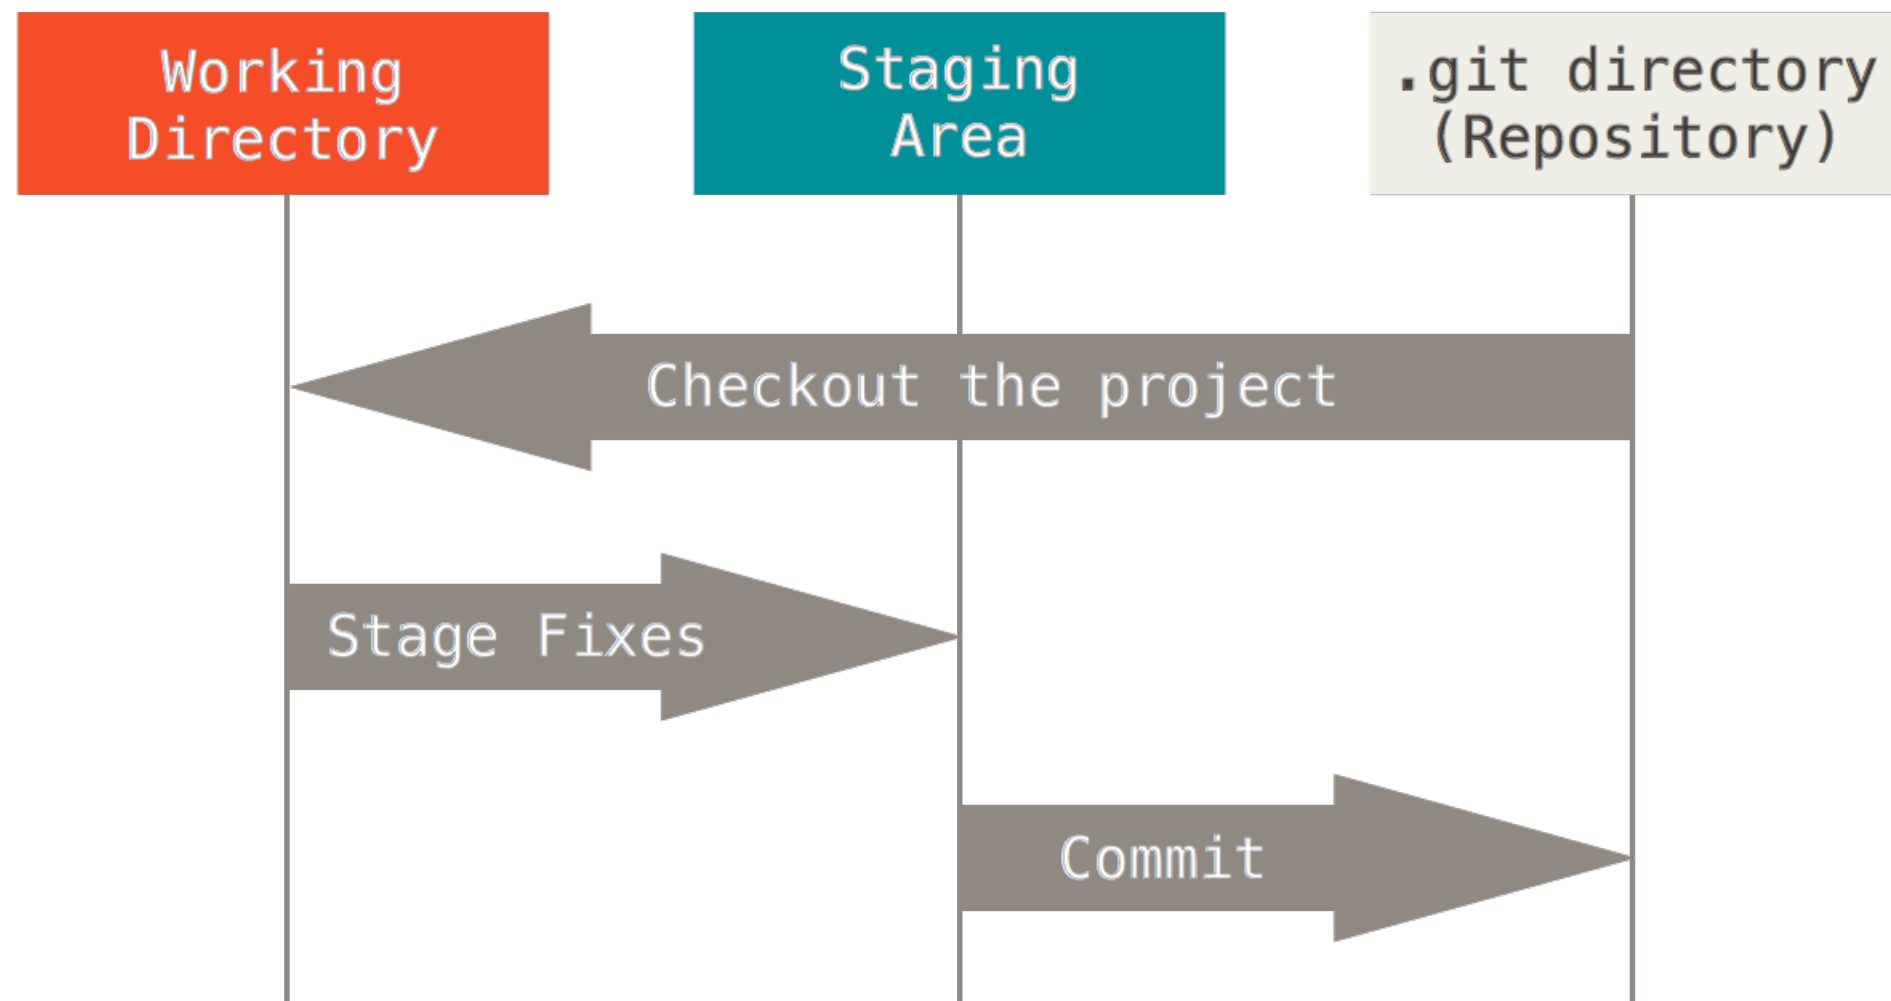 Working
Directory
Staging
Area
.git directory
(Repository)
Checkout the project
Stage Fixes
Commit